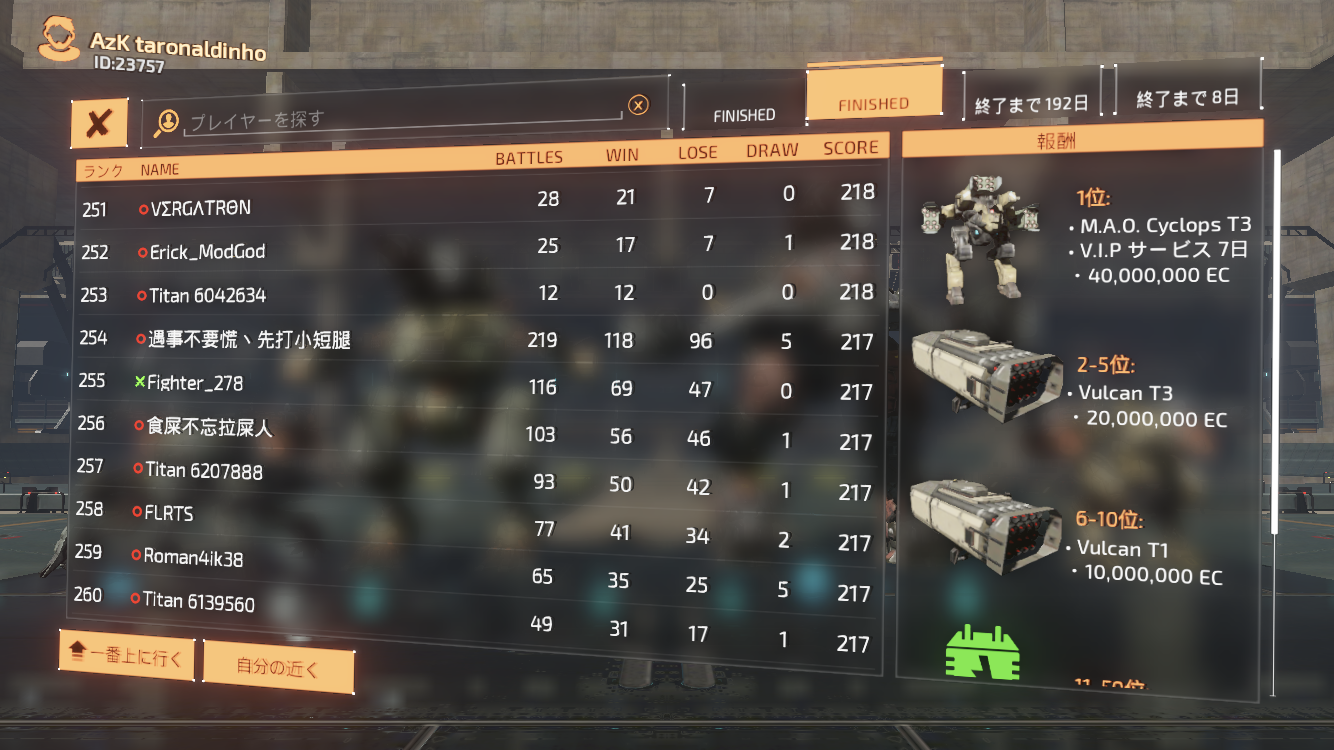 AzK taronaldinho
ID:23757
プレイヤーを探す
FINISHED
FINISHED
終了まで 192日
終了まで 8日
ランク NAME BATTLES WIN LOSE DRAW SCORE
251 VΣRGΛTRΘN 28 21 7 0 218
252 Erick_ModGod 25 17 7 1 218
253 Titan 6042634 12 12 0 0 218
254 遇事不要慌丶先打小短腿 219 118 96 5 217
255 Fighter_278 116 69 47 0 217
256 食屎不忘拉屎人 103 56 46 1 217
257 Titan 6207888 93 50 42 1 217
258 FLRTS 77 41 34 2 217
259 Roman4ik38 65 35 25 5 217
260 Titan 6139560 49 31 17 1 217
一番上に行く
自分の近く
報酬
1位:
• M.A.O. Cyclops T3
• V.I.P サービス 7日
• 40,000,000 EC
2-5位:
• Vulcan T3
• 20,000,000 EC
6-10位:
• Vulcan T1
• 10,000,000 EC
11-50位: